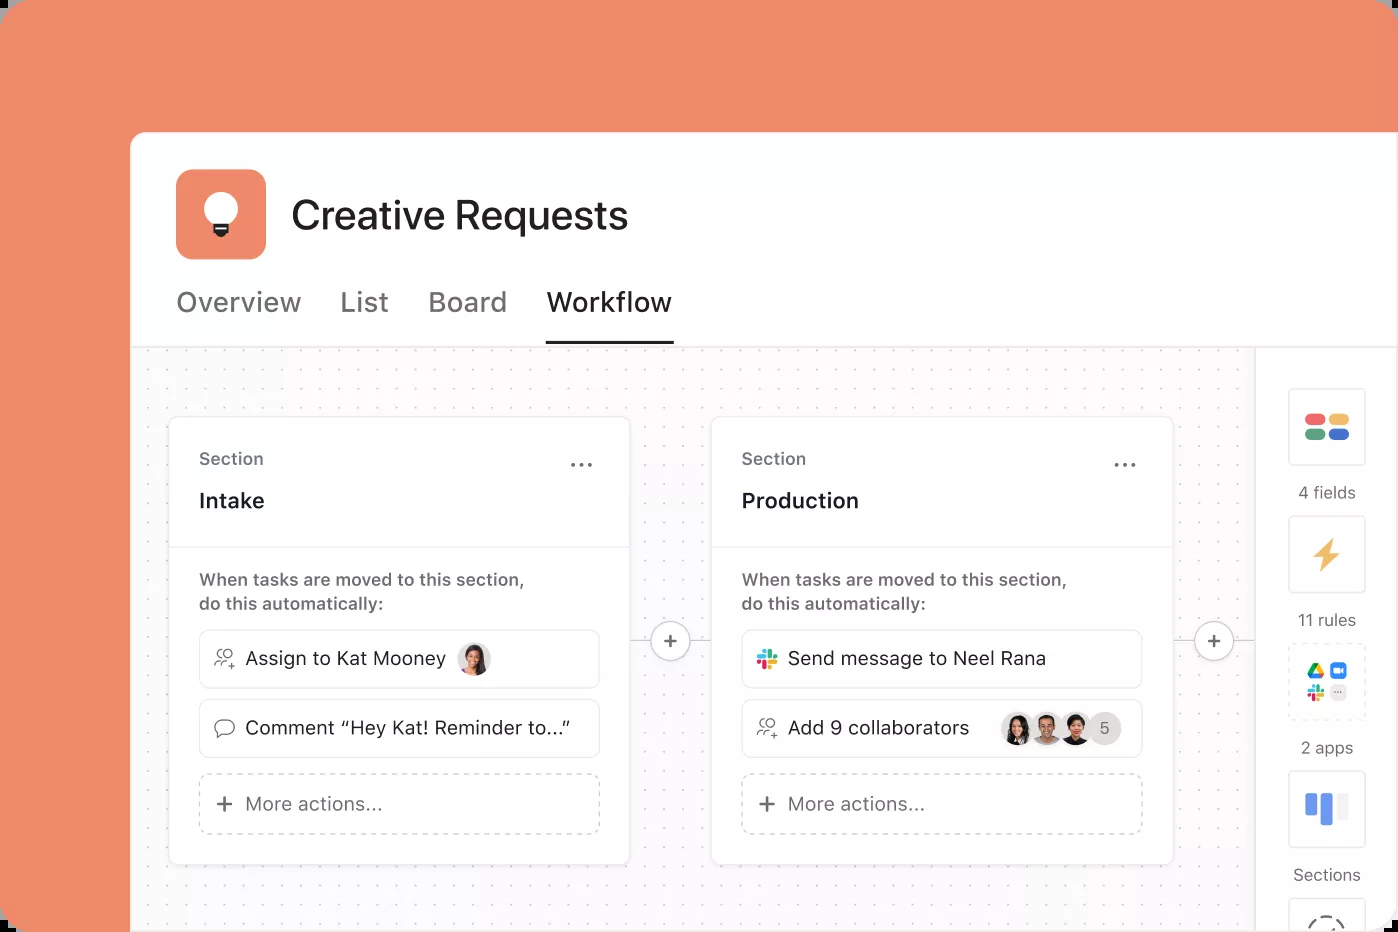 Creative Requests
Overview
List
Board
Workflow
Section
Intake
When tasks are moved to this section,
do this automatically:
Assign to Kat Mooney
Comment “Hey Kat! Reminder to...”
More actions...
Section
Production
When tasks are moved to this section,
do this automatically:
Send message to Neel Rana
Add 9 collaborators
5
More actions...
4 fields
11 rules
2 apps
Sections